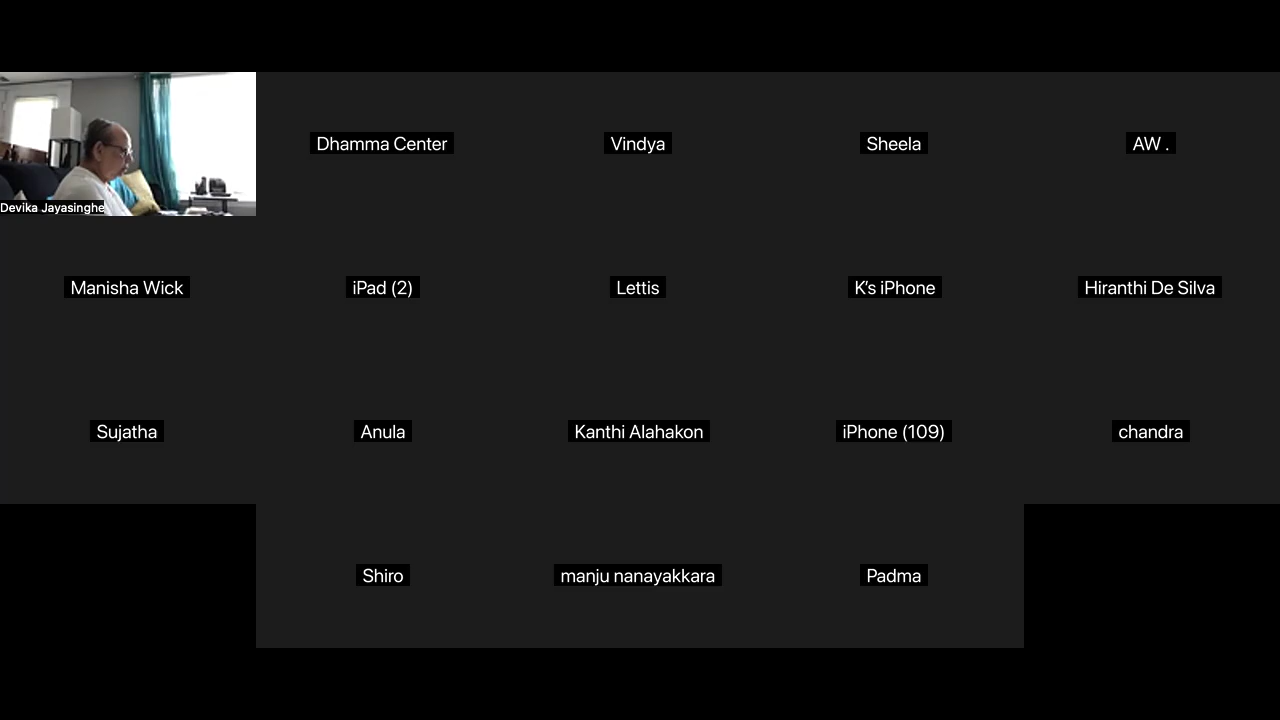 Devika Jayasinghe
Dhamma Center
Vindya
Sheela
AW .
Manisha Wick
iPad (2)
Lettis
K's iPhone
Hiranthi De Silva
Sujatha
Anula
Kanthi Alahakon
iPhone (109)
chandra
Shiro
manju nanayakkara
Padma